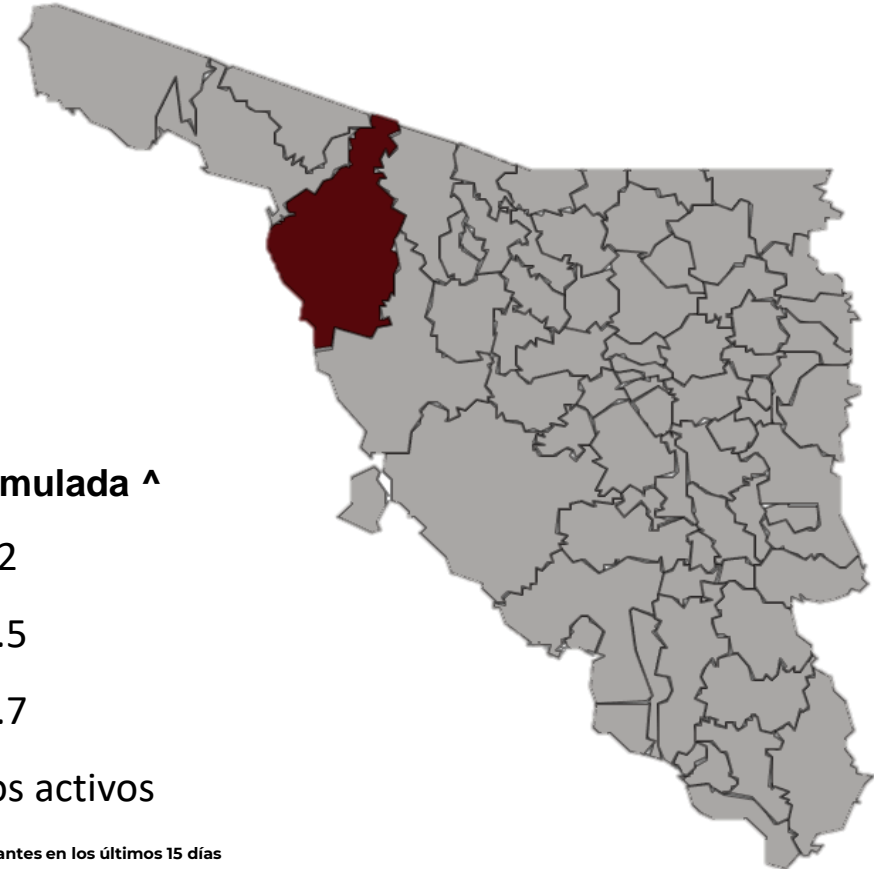 mulada ^
2
.5
.7
os activos
antes en los últimos 15 días